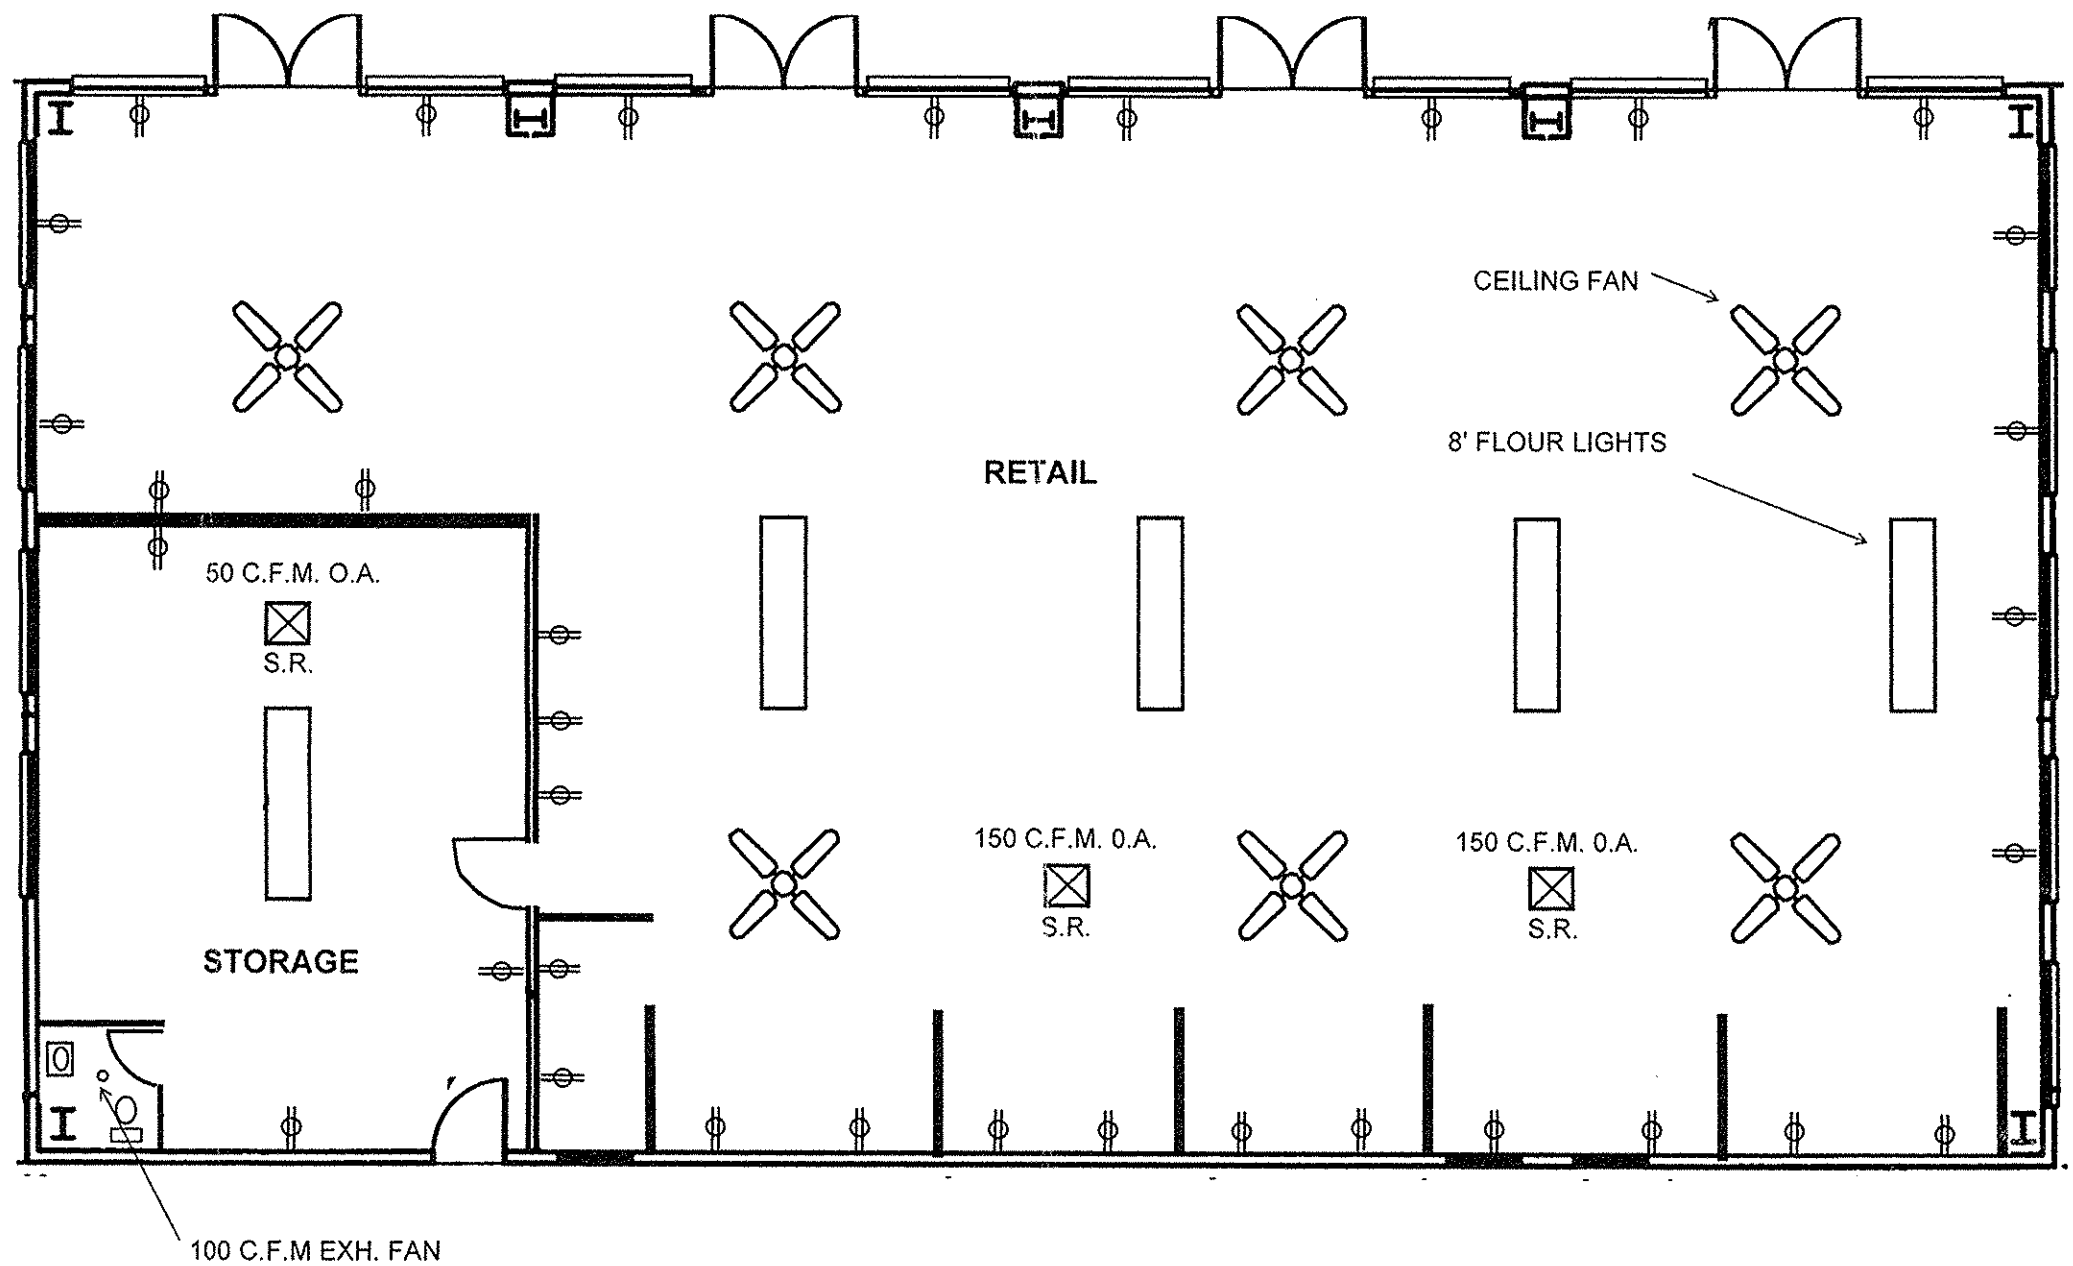 CEILING FAN
8' FLOUR LIGHTS
RETAIL
50 C.F.M. O.A.
S.R.
150 C.F.M. 0.A.
S.R.
150 C.F.M. 0.A.
S.R.
STORAGE
100 C.F.M EXH. FAN